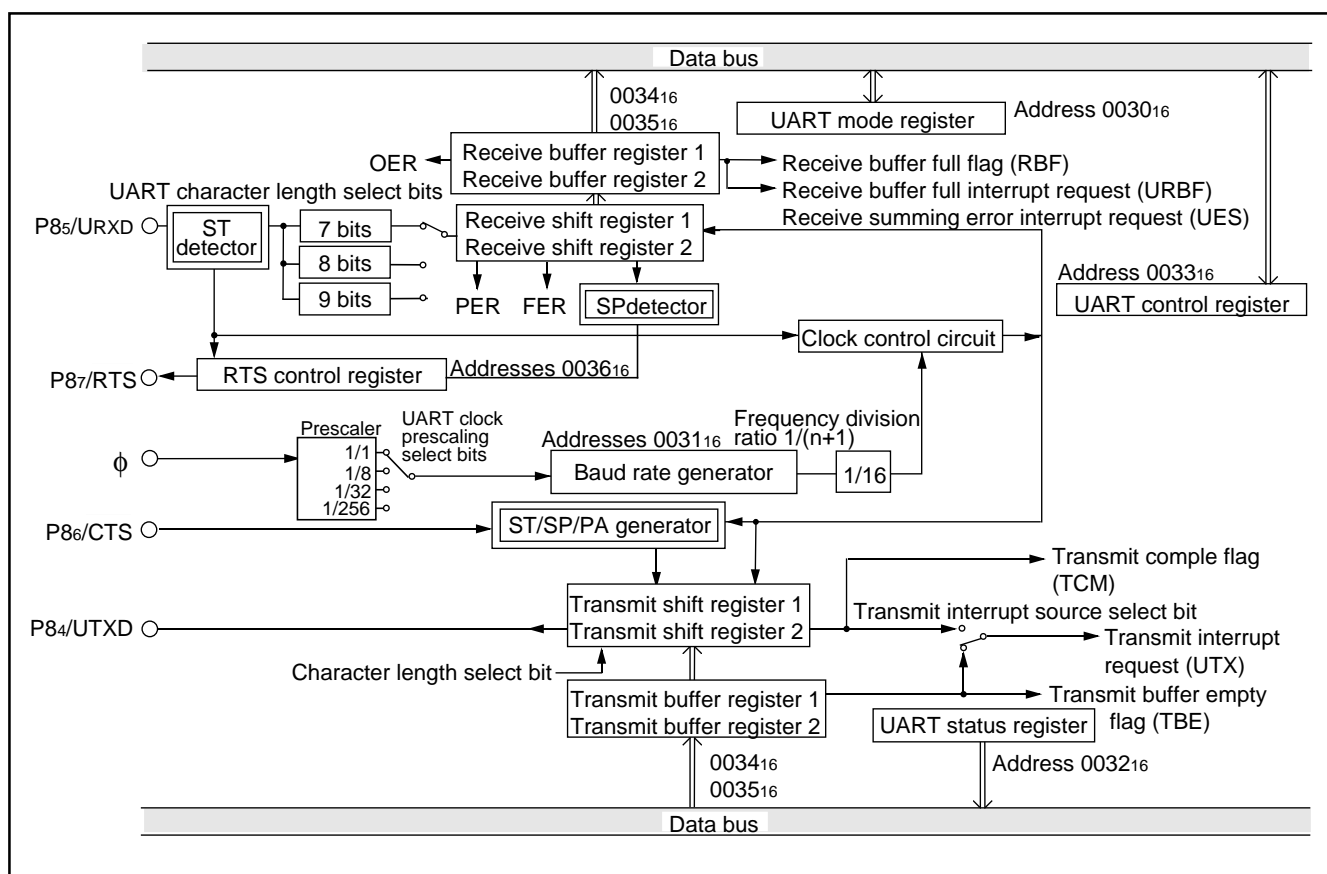 Data bus
0034₁₆
0035₁₆
UART mode register
Address 0030₁₆
OER
Receive buffer register 1
Receive buffer register 2
Receive buffer full flag (RBF)
Receive buffer full interrupt request (URBF)
Receive summing error interrupt request (UES)
UART character length select bits
P85/URXD
ST
detector
7 bits
8 bits
9 bits
Receive shift register 1
Receive shift register 2
PER
FER
SPdetector
Address 0033₁₆
UART control register
Clock control circuit
P87/RTS
RTS control register
Addresses 0036₁₆
ϕ
Prescaler
1/1
1/8
1/32
1/256
UART clock
prescaling
select bits
Addresses 0031₁₆
Baud rate generator
Frequency division
ratio 1/(n+1)
1/16
P86/CTS
ST/SP/PA generator
P84/UTXD
Transmit shift register 1
Transmit shift register 2
Transmit comple flag
(TCM)
Transmit interrupt source select bit
Transmit interrupt
request (UTX)
Character length select bit
Transmit buffer register 1
Transmit buffer register 2
Transmit buffer empty
flag (TBE)
UART status register
0034₁₆
0035₁₆
Address 0032₁₆
Data bus